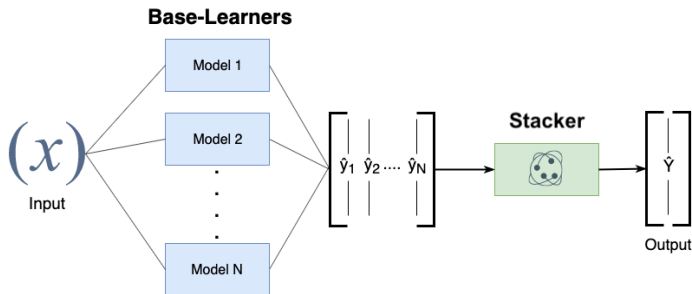 Base-Learners
Model 1
Model 2
Model N
(x)
Input
ŷ₁ ŷ₂ .... ŷN
Stacker
Ŷ
Output